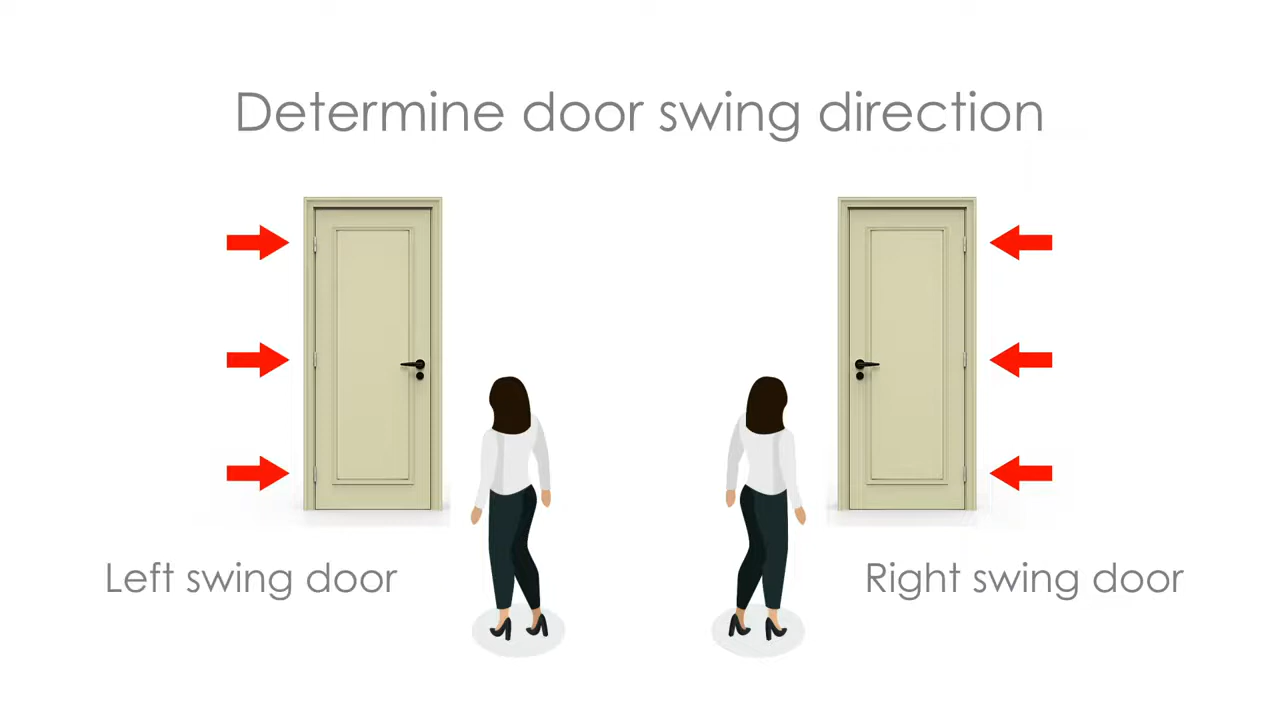 Determine door swing direction
Left swing door
Right swing door